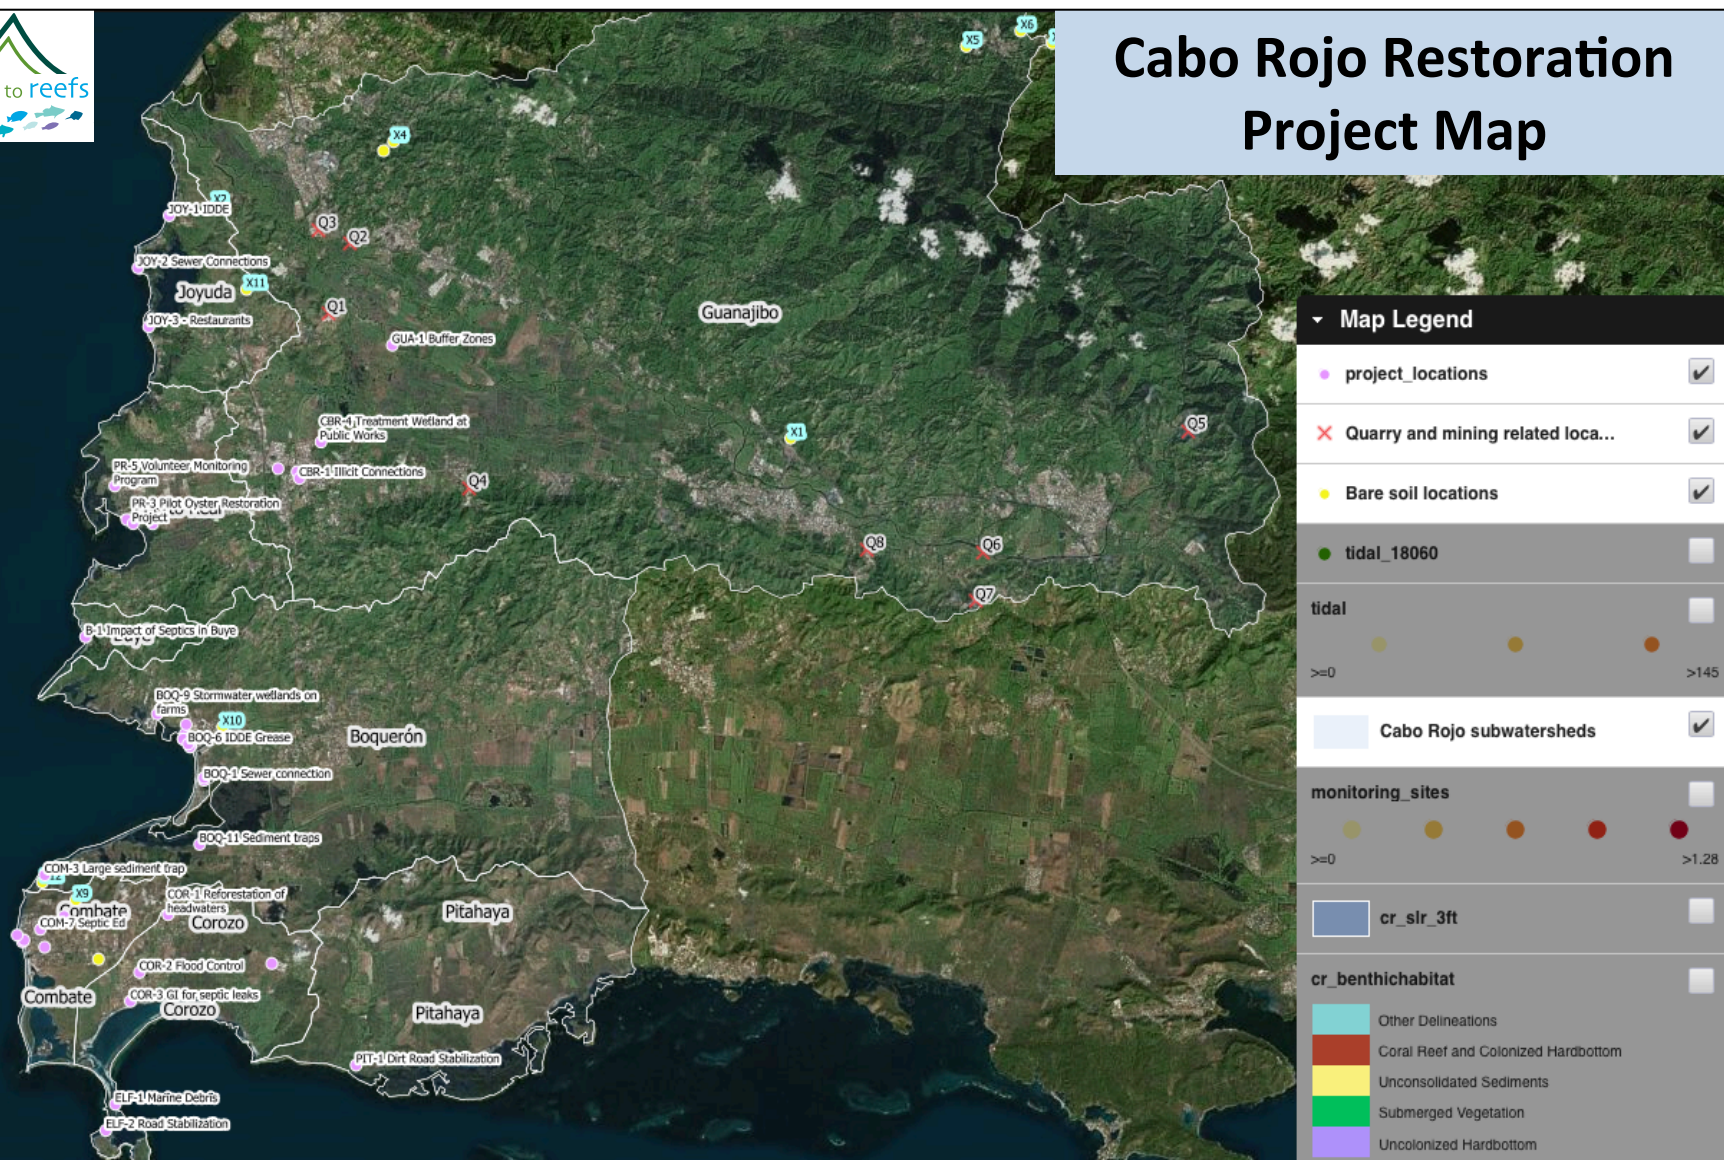 to reefs
Cabo Rojo Restoration
Project Map
X6
X5
X4
X2
JOY-1 IDDE
Q3
Q2
JOY-2 Sewer Connections
X11
Joyuda
Q1
JOY-3 - Restaurants
Guanajibo
GUA-1 Buffer Zones
CBR-4 Treatment Wetland at
Public Works
X1
Q5
PR-5 Volunteer Monitoring
Program
CBR-1 Illicit Connections
Q4
PR-3 Pilot Oyster Restoration
Project
Q8
Q6
Q7
B-1 Impact of Septics in Buye
BOQ-9 Stormwater wetlands on
farms
X10
BOQ-6 IDDE Grease
Boquerón
BOQ-1 Sewer connection
BOQ-11 Sediment traps
COM-3 Large sediment trap
X9
COR-1 Reforestation of
headwaters
Combate
COM-7 Septic Ed
Corozo
Pitahaya
COR-2 Flood Control
Combate
COR-3 GI for septic leaks
Corozo
Pitahaya
PIT-1 Dirt Road Stabilization
ELF-1 Marine Debris
ELF-2 Road Stabilization
Map Legend
project_locations
Quarry and mining related loca...
Bare soil locations
tidal_18060
tidal
>=0
>145
Cabo Rojo subwatersheds
monitoring_sites
>=0
>1.28
cr_slr_3ft
cr_benthichabitat
Other Delineations
Coral Reef and Colonized Hardbottom
Unconsolidated Sediments
Submerged Vegetation
Uncolonized Hardbottom